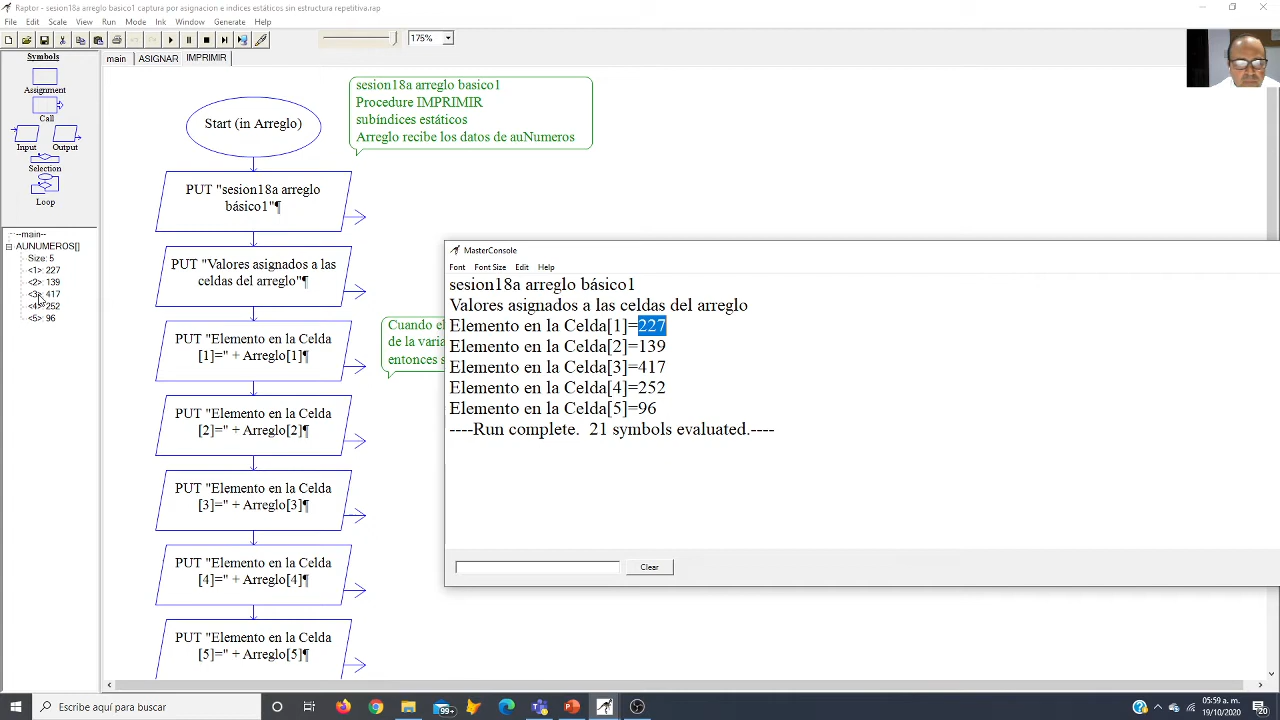 Raptor - sesion18a arreglo basico1 captura por asignacion e indices estáticos sin estructura repetitiva.rap
File Edit Scale View Run Mode Ink Window Generate Help
175%
Symbols
Assignment
Call
Input Output
Selection
Loop
main ASIGNAR IMPRIMIR
--main--
AUNUMEROS[]
Size: 5
<1>: 227
<2>: 139
<3>: 417
<4>: 252
<5>: 96
sesion18a arreglo basico1
Procedure IMPRIMIR
subíndices estáticos
Arreglo recibe los datos de auNumeros
Start (in Arreglo)
PUT "sesion18a arreglo
básico1"¶
PUT "Valores asignados a las
celdas del arreglo"¶
PUT "Elemento en la Celda
[1]=" + Arreglo[1]¶
PUT "Elemento en la Celda
[2]=" + Arreglo[2]¶
PUT "Elemento en la Celda
[3]=" + Arreglo[3]¶
PUT "Elemento en la Celda
[4]=" + Arreglo[4]¶
PUT "Elemento en la Celda
[5]=" + Arreglo[5]¶
Cuando el
de la varia
entonces s
MasterConsole
Font Font Size Edit Help
sesion18a arreglo básico1
Valores asignados a las celdas del arreglo
Elemento en la Celda[1]=227
Elemento en la Celda[2]=139
Elemento en la Celda[3]=417
Elemento en la Celda[4]=252
Elemento en la Celda[5]=96
----Run complete.  21 symbols evaluated.----
Clear
Escribe aquí para buscar
99+
05:59 a. m.
19/10/2020
20